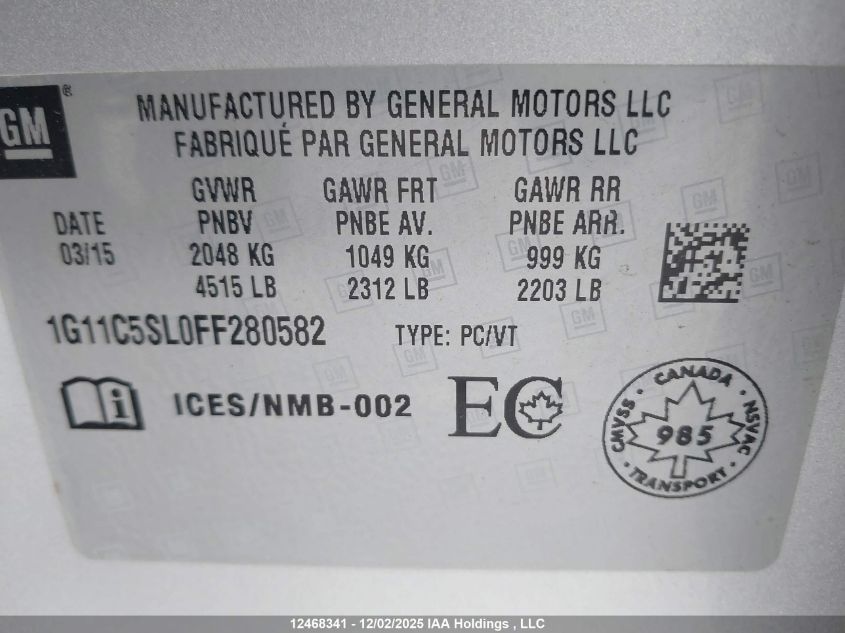 GM ®
MANUFACTURED BY GENERAL MOTORS LLC
FABRIQUÉ PAR GENERAL MOTORS LLC
GVWR GAWR FRT GAWR RR
DATE PNBV PNBE AV. PNBE ARR.
03/15 2048 KG 1049 KG 999 KG
4515 LB 2312 LB 2203 LB
1G11C5SL0FF280582 TYPE: PC/VT
i ICES/NMB-002 EC
CANADA
CMVSS 985 NSVAC
TRANSPORT
12468341 - 12/02/2025 IAA Holdings , LLC